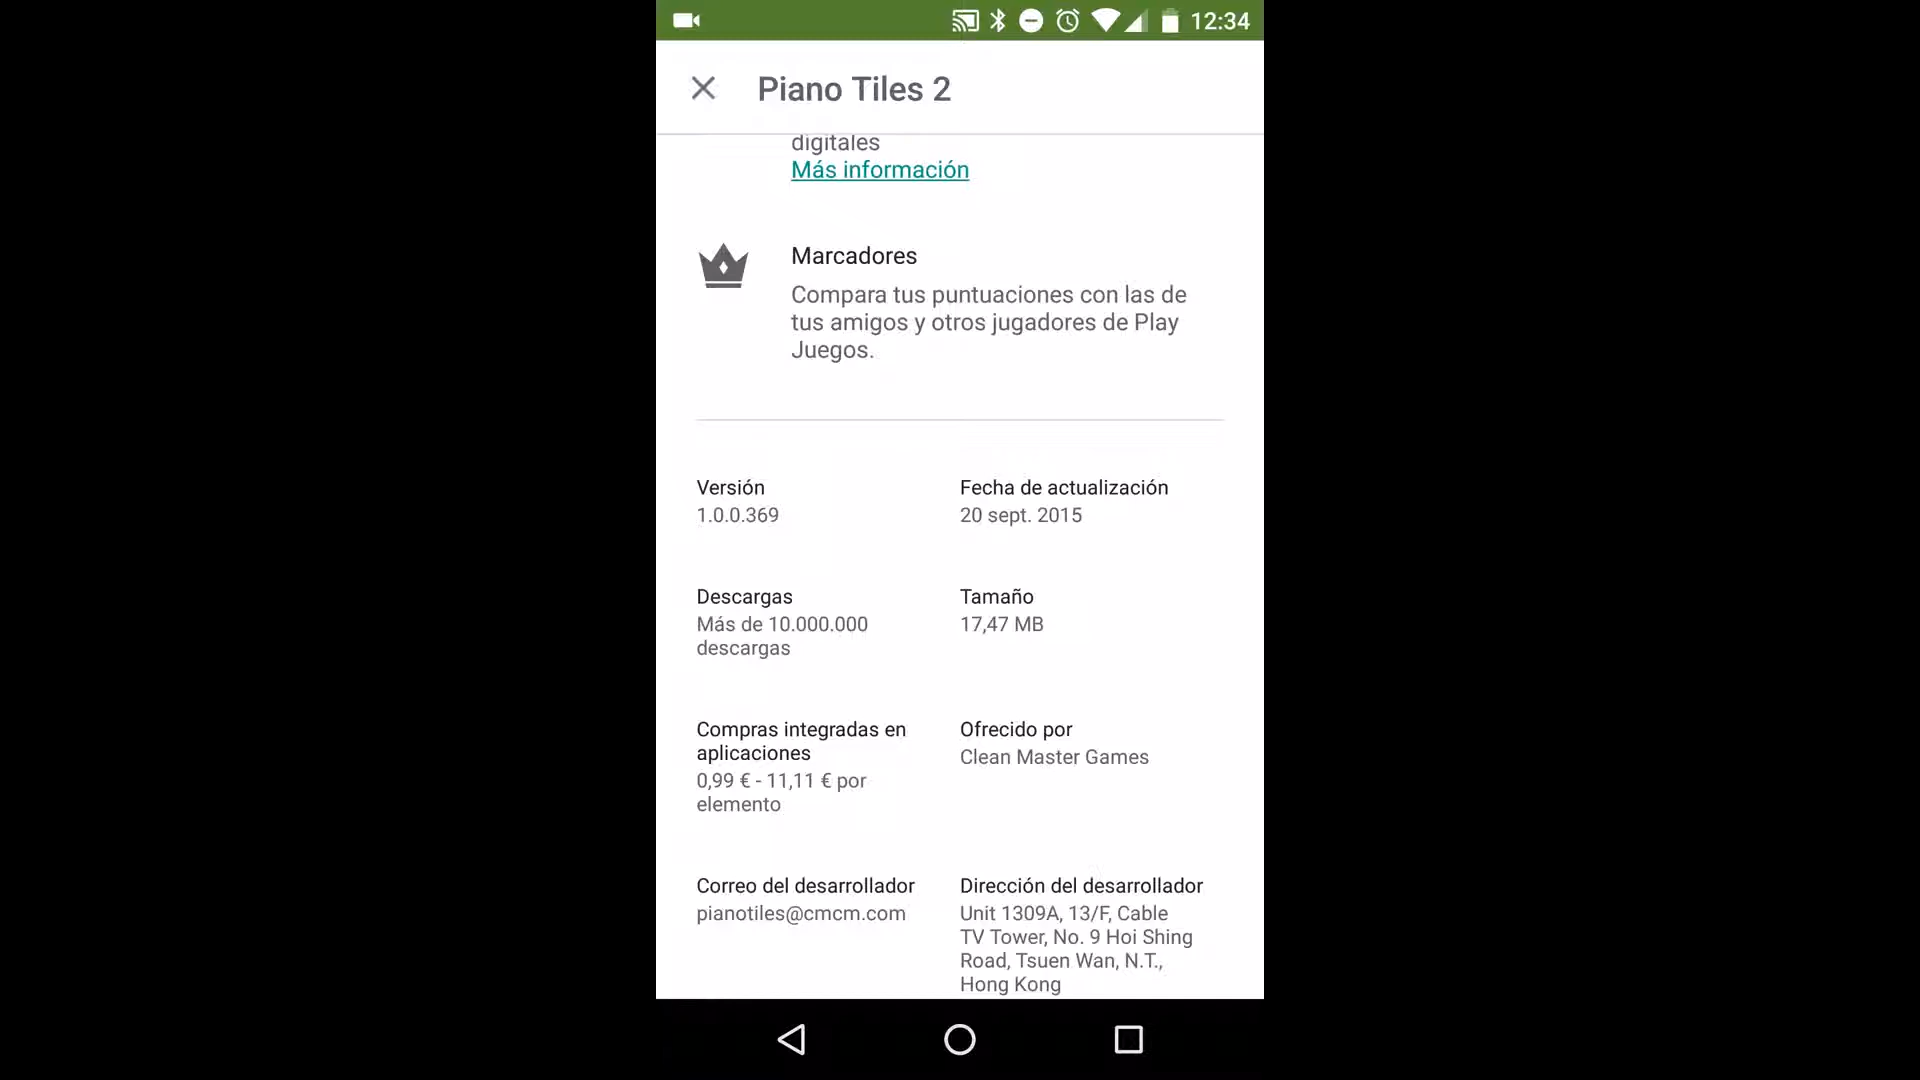 12:34
Piano Tiles 2
digitales
Más información
Marcadores
Compara tus puntuaciones con las de
tus amigos y otros jugadores de Play
Juegos.
Versión
1.0.0.369
Fecha de actualización
20 sept. 2015
Descargas
Más de 10.000.000
descargas
Tamaño
17,47 MB
Compras integradas en
aplicaciones
0,99 € - 11,11 € por
elemento
Ofrecido por
Clean Master Games
Correo del desarrollador
pianotiles@cmcm.com
Dirección del desarrollador
Unit 1309A, 13/F, Cable
TV Tower, No. 9 Hoi Shing
Road, Tsuen Wan, N.T.,
Hong Kong